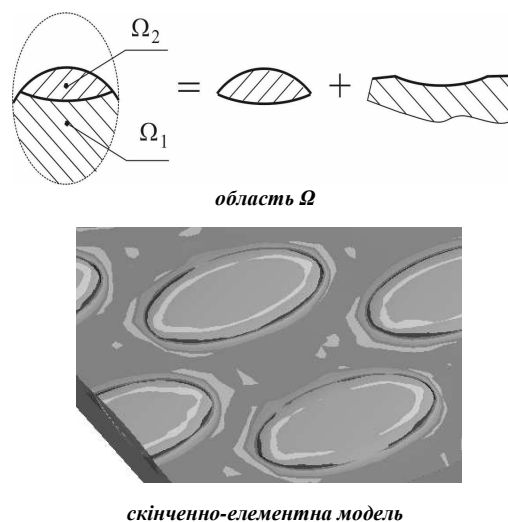 Ω₂
= +
Ω₁
область Ω
скінченно-елементна модель